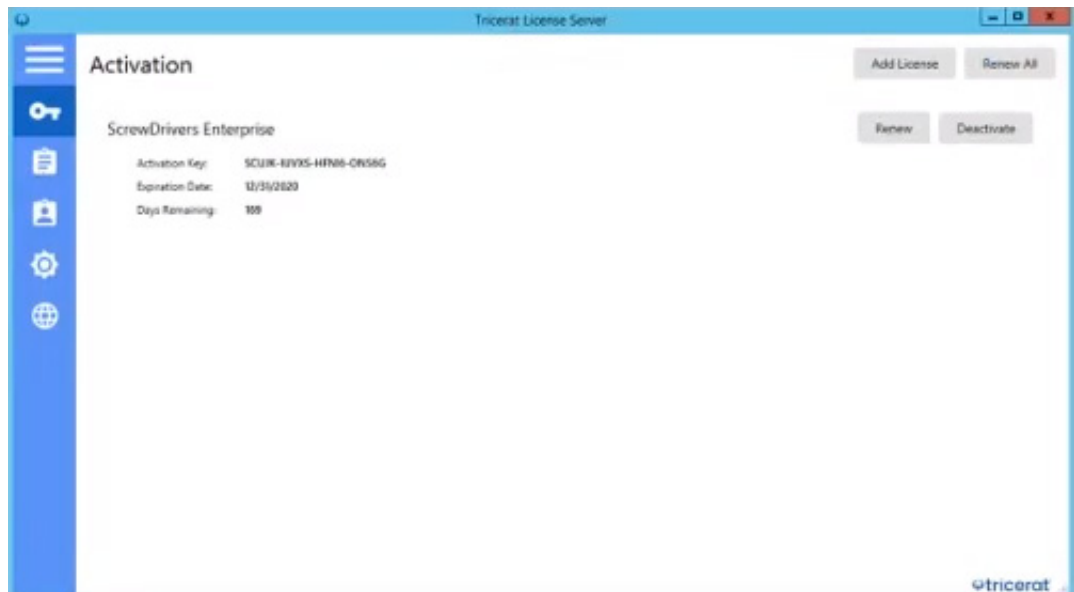 Tricerat License Server
Activation
Add License
Renew All
ScrewDrivers Enterprise
Renew
Deactivate
Activation Key:
Expiration Date: 12/31/2020
Days Remaining: 169
tricerat